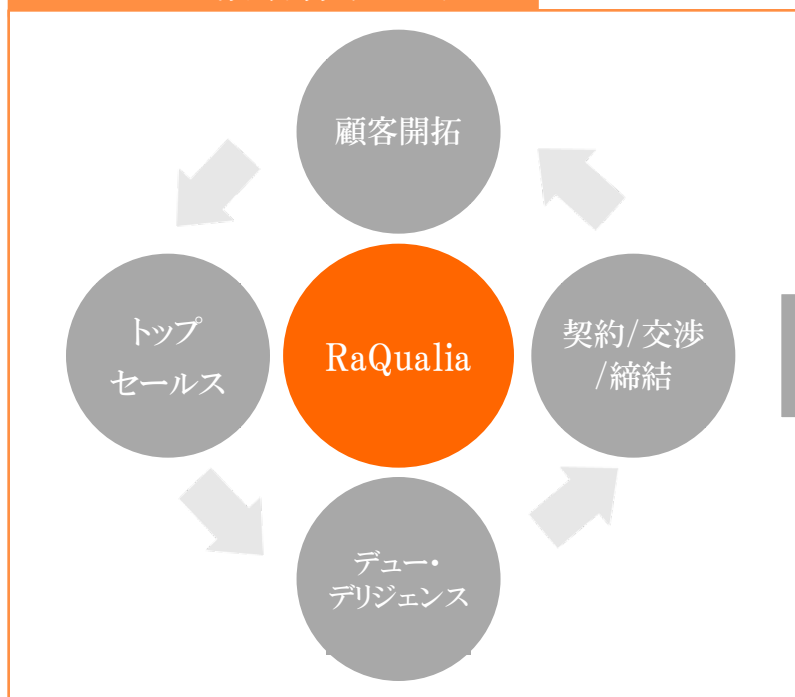 顧客開拓
トップ
セールス
RaQualia
契約/交渉
/締結
デュー・
デリジェンス